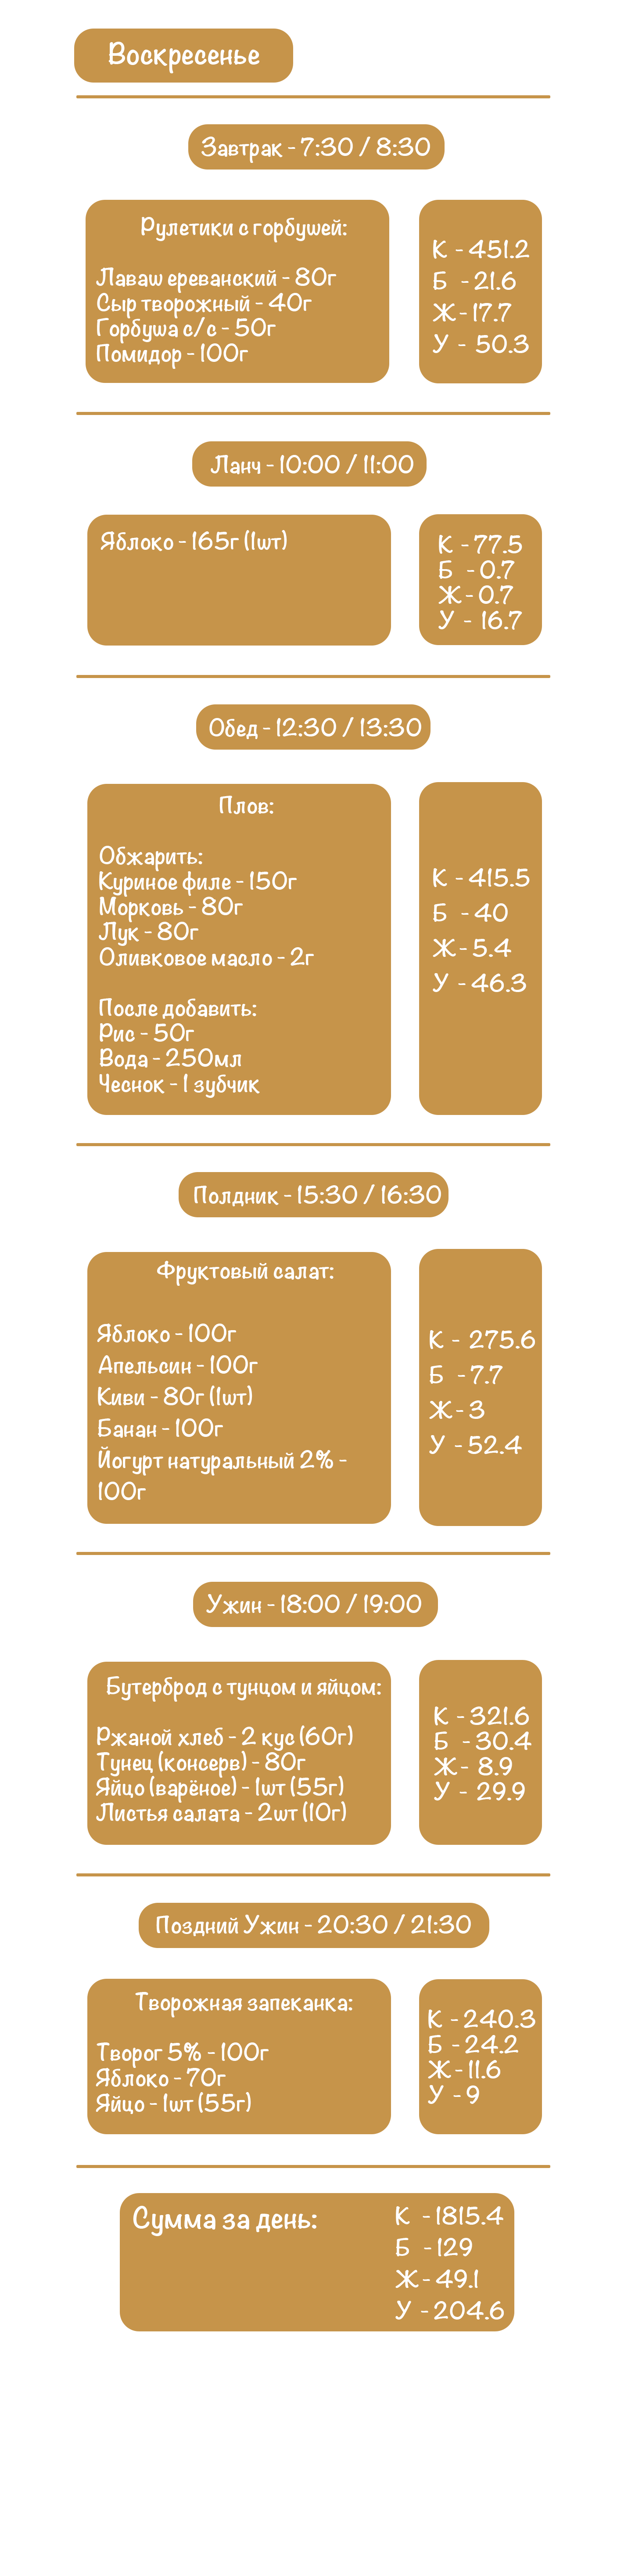 Воскресенье
Завтрак - 7:30 / 8:30
Рулетики с горбушей:
Лаваш ереванский - 80г
Сыр творожный - 40г
Горбуша с/с - 50г
Помидор - 100г
К - 451.2
Б - 21.6
Ж - 17.7
У - 50.3
Ланч - 10:00 / 11:00
Яблоко - 165г (1шт)
К - 77.5
Б - 0.7
Ж - 0.7
У - 16.7
Обед - 12:30 / 13:30
Плов:
Обжарить:
Куриное филе - 150г
Морковь - 80г
Лук - 80г
Оливковое масло - 2г
После добавить:
Рис - 50г
Вода - 250мл
Чеснок - 1 зубчик
К - 415.5
Б - 40
Ж - 5.4
У - 46.3
Полдник - 15:30 / 16:30
Фруктовый салат:
Яблоко - 100г
Апельсин - 100г
Киви - 80г (1шт)
Банан - 100г
Йогурт натуральный 2% -
100г
К - 275.6
Б - 7.7
Ж - 3
У - 52.4
Ужин - 18:00 / 19:00
Бутерброд с тунцом и яйцом:
Ржаной хлеб - 2 кус (60г)
Тунец (консерв) - 80г
Яйцо (варёное) - 1шт (55г)
Листья салата - 2шт (10г)
К - 321.6
Б - 30.4
Ж - 8.9
У - 29.9
Поздний Ужин - 20:30 / 21:30
Творожная запеканка:
Творог 5% - 100г
Яблоко - 70г
Яйцо - 1шт (55г)
К - 240.3
Б - 24.2
Ж - 11.6
У - 9
Сумма за день:
К - 1815.4
Б - 129
Ж - 49.1
У - 204.6